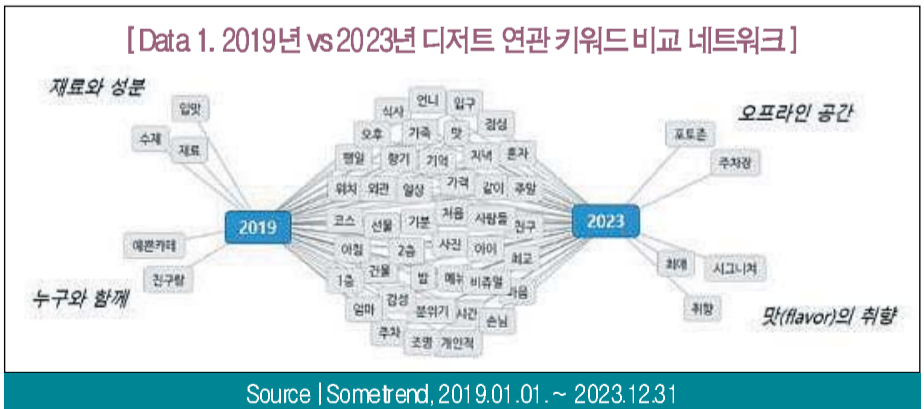 [Data 1. 2019년 vs 2023년 디저트 연관 키워드 비교 네트워크]
재료와 성분
오프라인 공간
입맛
수제
재료
2019
예쁜카페
친구랑
누구와 함께
언니
입구
식사
점심
오후
가족
맛
평일
향기
기억
저녁
혼자
위치
외관
일상
가격
같이
주말
코스
선물
기분
처음
사람들
친구
아침
2층
사진
아이
최고
1층
건물
밥
메뉴
비쥬얼
마음
엄마
감성
분위기
시간
손님
주차
조명
개인적
2023
포토존
주차장
최애
시그니처
취향
맛(flavor)의 취향
Source | Sometrend, 2019.01.01. ~ 2023.12.31